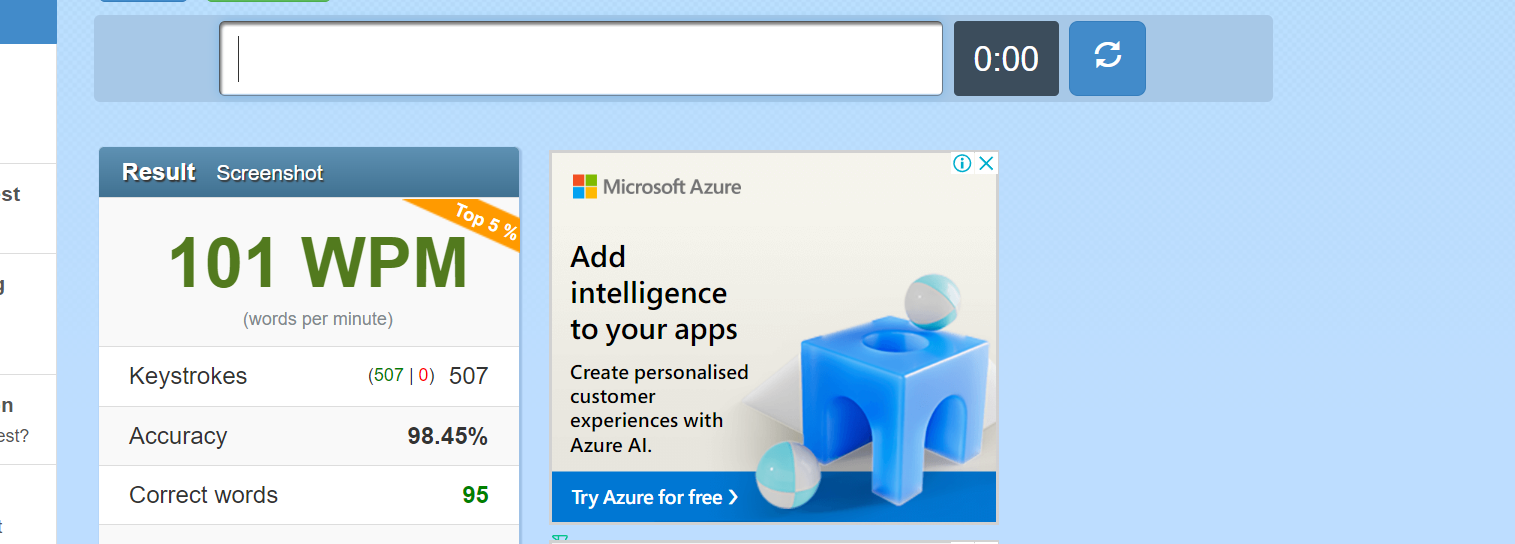 0:00
st
g
n
est?
t
Result Screenshot
Top 5 %
101 WPM
(words per minute)
Keystrokes (507 | 0) 507
Accuracy 98.45%
Correct words 95
Microsoft Azure
Add
intelligence
to your apps
Create personalised
customer
experiences with
Azure AI.
Try Azure for free ❯